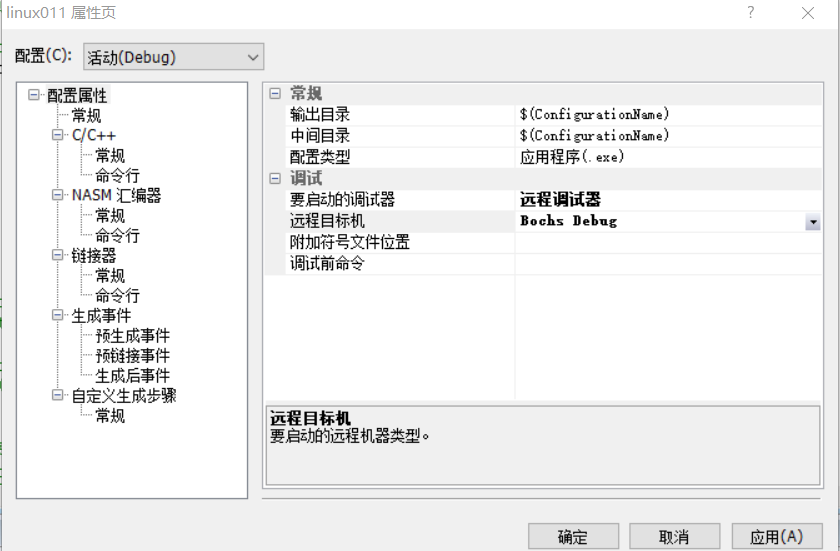 linux011 属性页
配置(C): 活动(Debug)
配置属性
常规
C/C++
常规
命令行
NASM 汇编器
常规
命令行
链接器
常规
命令行
生成事件
预生成事件
预链接事件
生成后事件
自定义生成步骤
常规
常规
输出目录 $(ConfigurationName)
中间目录 $(ConfigurationName)
配置类型 应用程序(.exe)
调试
要启动的调试器 远程调试器
远程目标机 Bochs Debug
附加符号文件位置
调试前命令
远程目标机
要启动的远程机器类型。
确定 取消 应用(A)